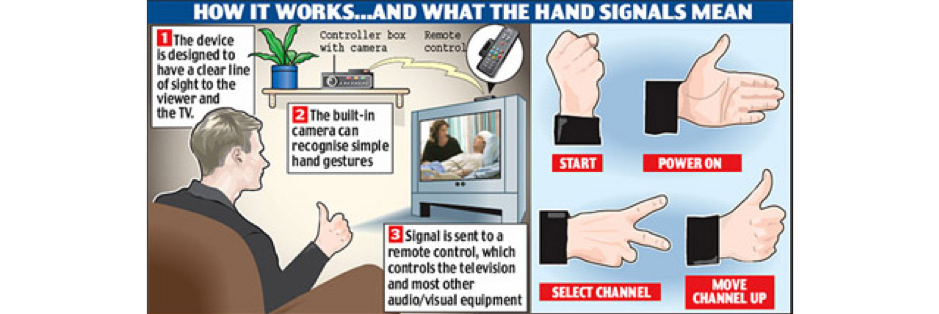 HOW IT WORKS...AND WHAT THE HAND SIGNALS MEAN
1 The device
is designed to
have a clear line
of sight to the
viewer and
the TV.
Controller box
with camera
Remote
control
2 The built-in
camera can
recognise simple
hand gestures
3 Signal is sent to a
remote control, which
controls the television
and most other
audio/visual equipment
START
POWER ON
SELECT CHANNEL
MOVE
CHANNEL UP